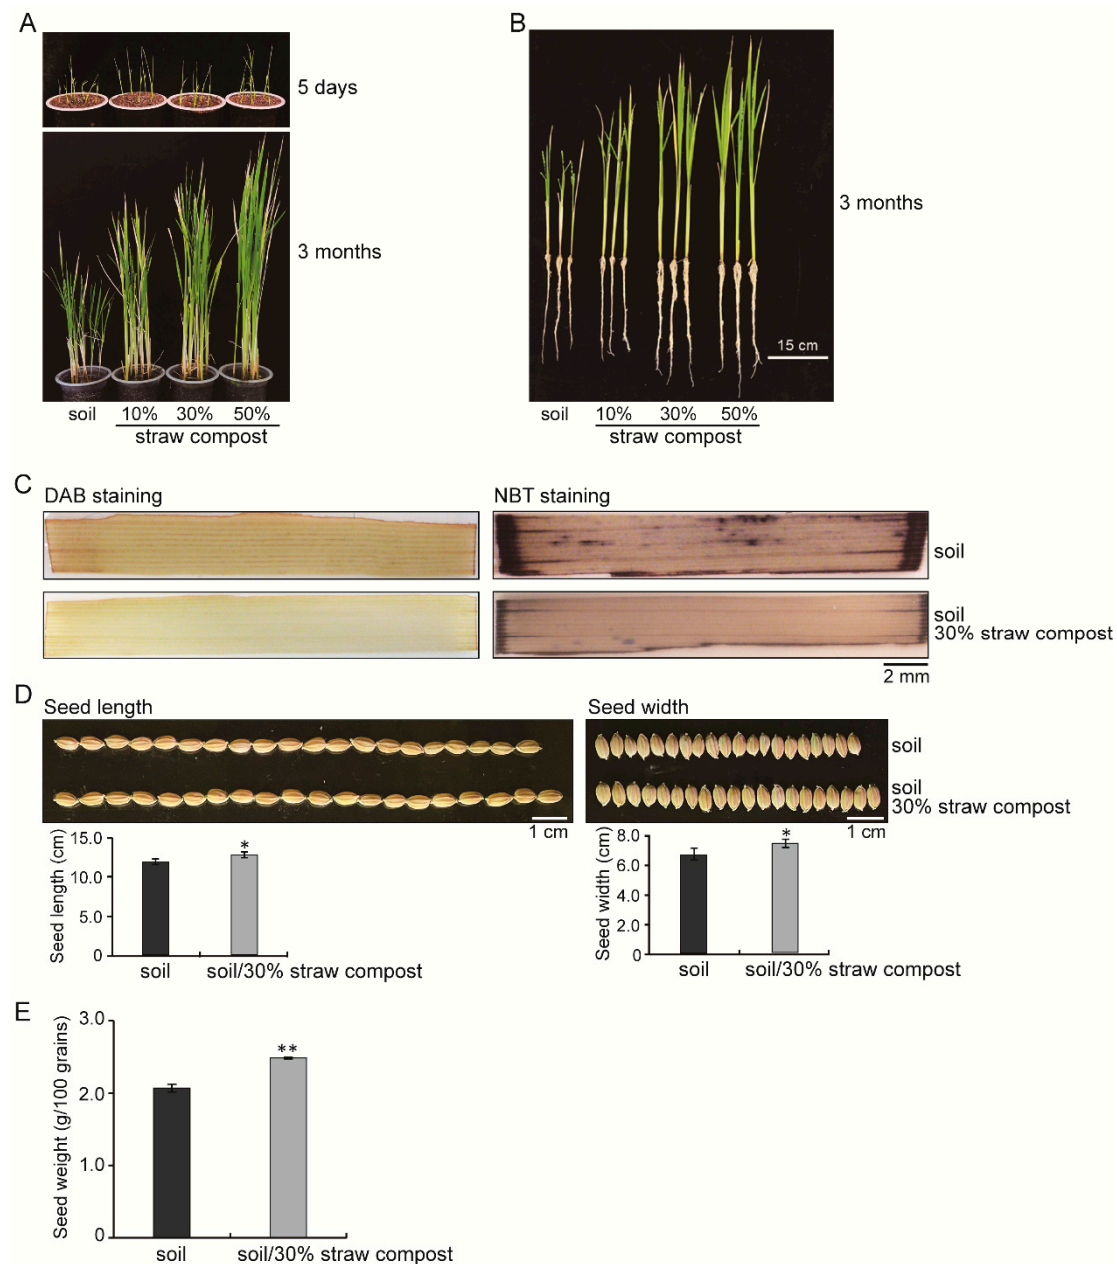 A
5 days
3 months
soil 10% 30% 50%
straw compost
B
3 months
15 cm
soil 10% 30% 50%
straw compost
C
DAB staining
NBT staining
soil
soil
30% straw compost
2 mm
D
Seed length
Seed width
soil
soil
30% straw compost
1 cm
1 cm
Seed length (cm)
15.0
10.0
5.0
0
*
soil
soil/30% straw compost
Seed width (cm)
8.0
6.0
4.0
2.0
0
*
soil
soil/30% straw compost
E
Seed weight (g/100 grains)
3.0
2.0
1.0
0
**
soil
soil/30% straw compost